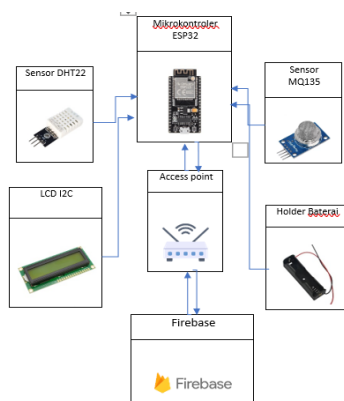 Mikrokontroler
ESP32
Sensor DHT22
Sensor
MQ135
LCD I2C
Access point
Holder Baterai
Firebase
Firebase